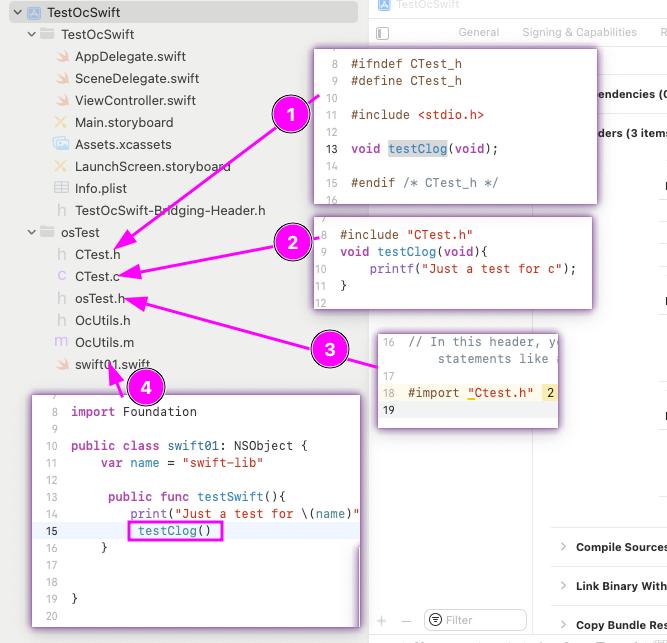 TestOcSwift
TestOcSwift
TestOcSwift
General
Signing & Capabilities
R
AppDelegate.swift
SceneDelegate.swift
ViewController.swift
Main.storyboard
Assets.xcassets
LaunchScreen.storyboard
Info.plist
TestOcSwift-Bridging-Header.h
osTest
CTest.h
CTest.c
osTest.h
OcUtils.h
OcUtils.m
swift01.swift
1
8 #ifndef CTest_h
9 #define CTest_h
10
11 #include <stdio.h>
12
13 void testClog(void);
14
15 #endif /* CTest_h */
16
endencies (0
ders (3 items
2
8 #include "CTest.h"
9 void testClog(void){
10 printf("Just a test for c");
11 }
12
3
16 // In this header, yo
statements like
17
18 #import "Ctest.h" 2
19
4
8 import Foundation
9
10 public class swift01: NSObject {
11 var name = "swift-lib"
12
13 public func testSwift(){
14 print("Just a test for \(name)"
15 testClog()
16 }
17
18
19 }
20
Compile Sources
Link Binary With
Copy Bundle Res
Filter